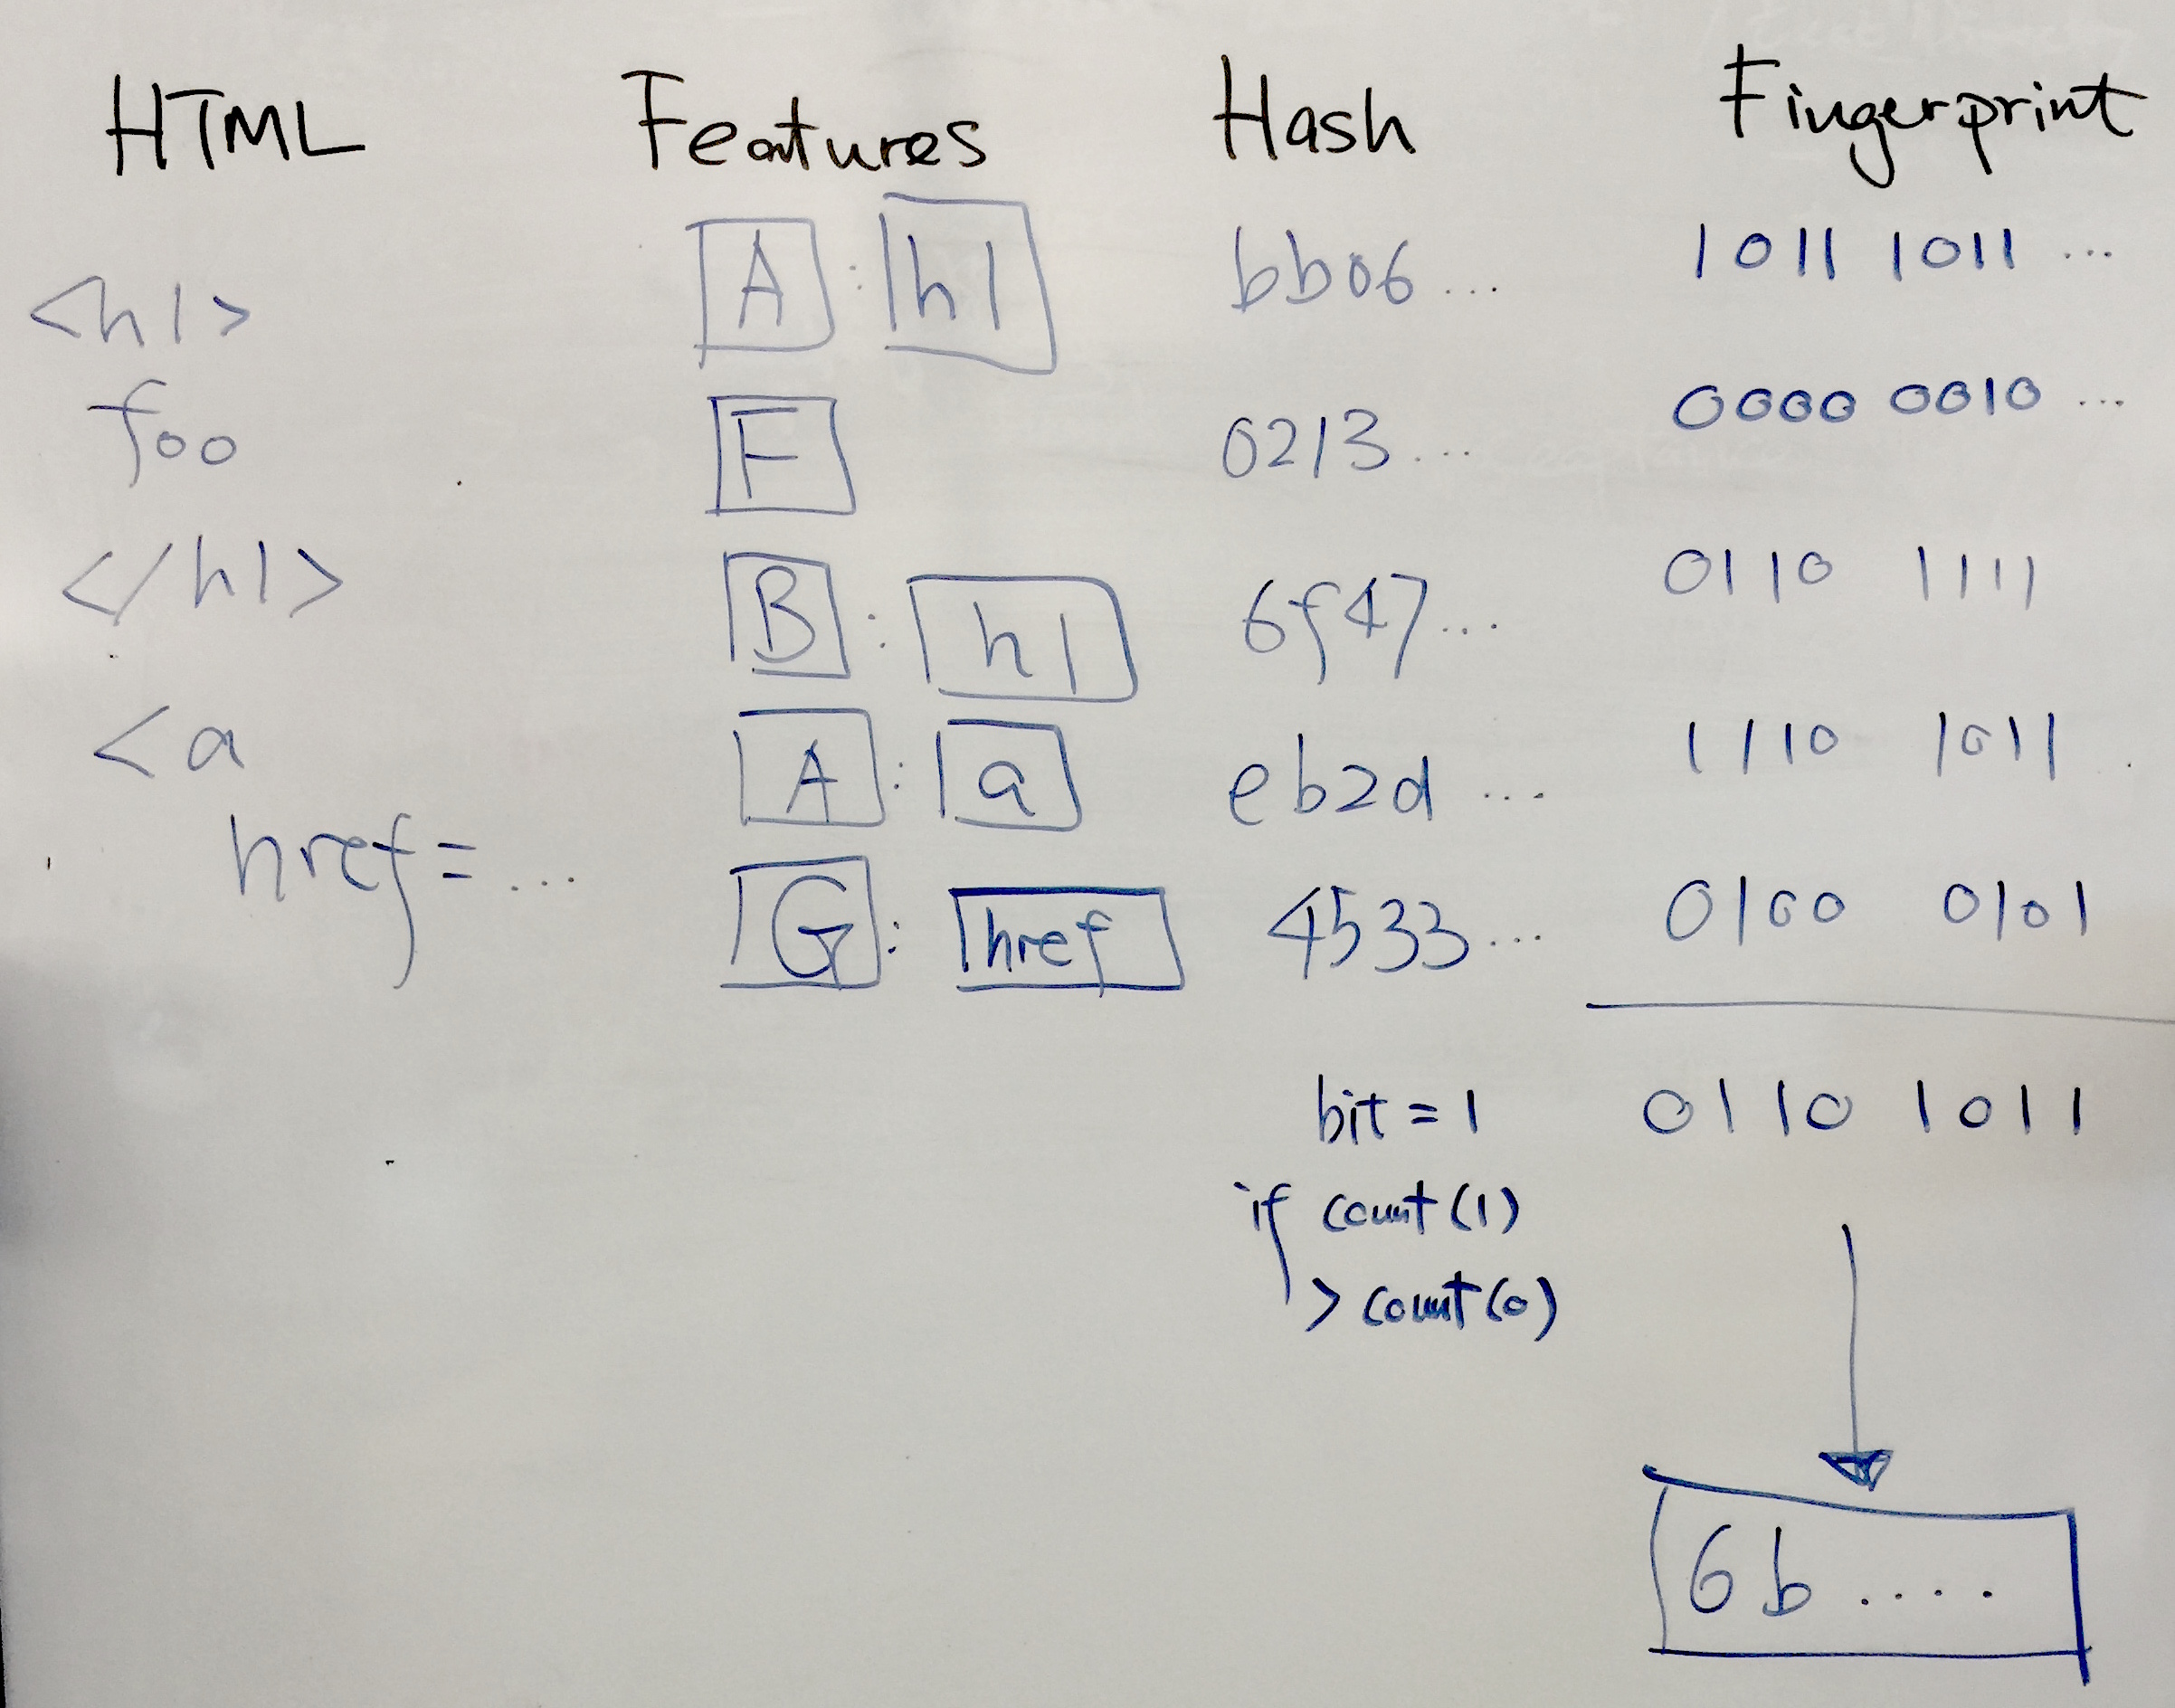 HTML Features Hash Fingerprint
<h1> A : h1 bb06 ... 1011 1011 ...
foo F 0213 ... 0000 0010 ...
</h1> B : h1 6f47 ... 0110 1111
<a A : a eb2d ... 1110 1011
href= ... G : href 4533 ... 0100 0101
bit = 1 0110 1011
if count(1)
> count(0)
6b ....